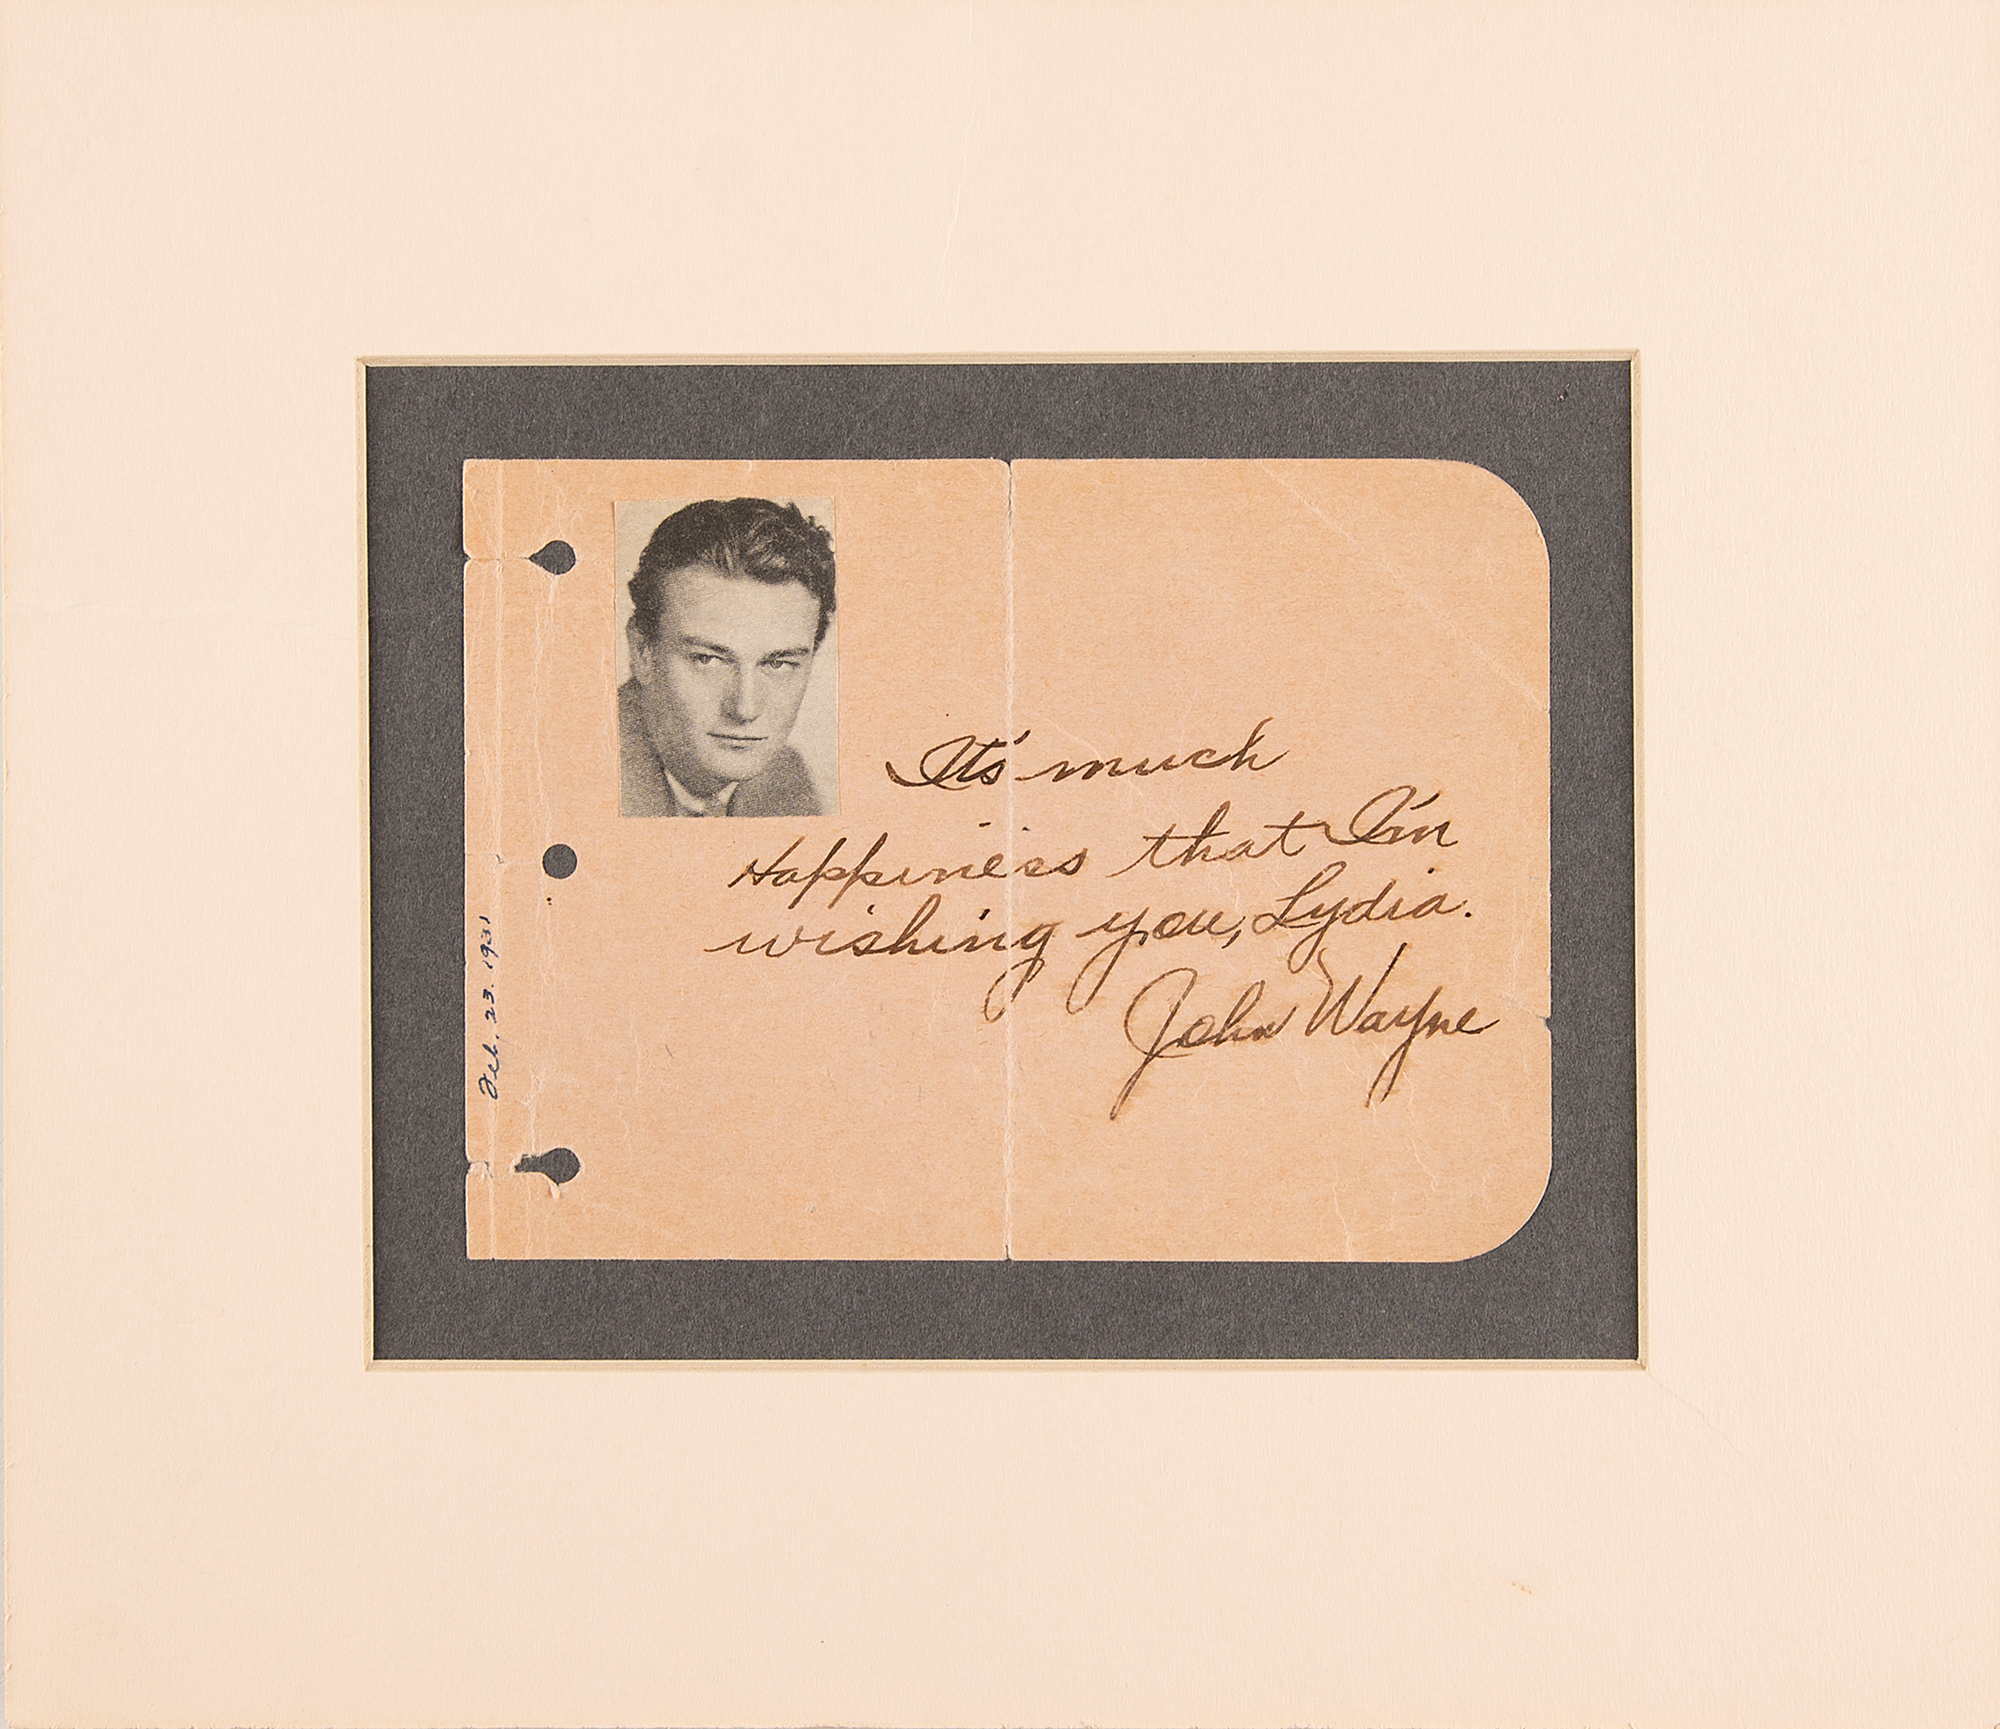 It's much
Happiness that I'm
wishing you, Lydia.
John Wayne
Feb. 23. 1931